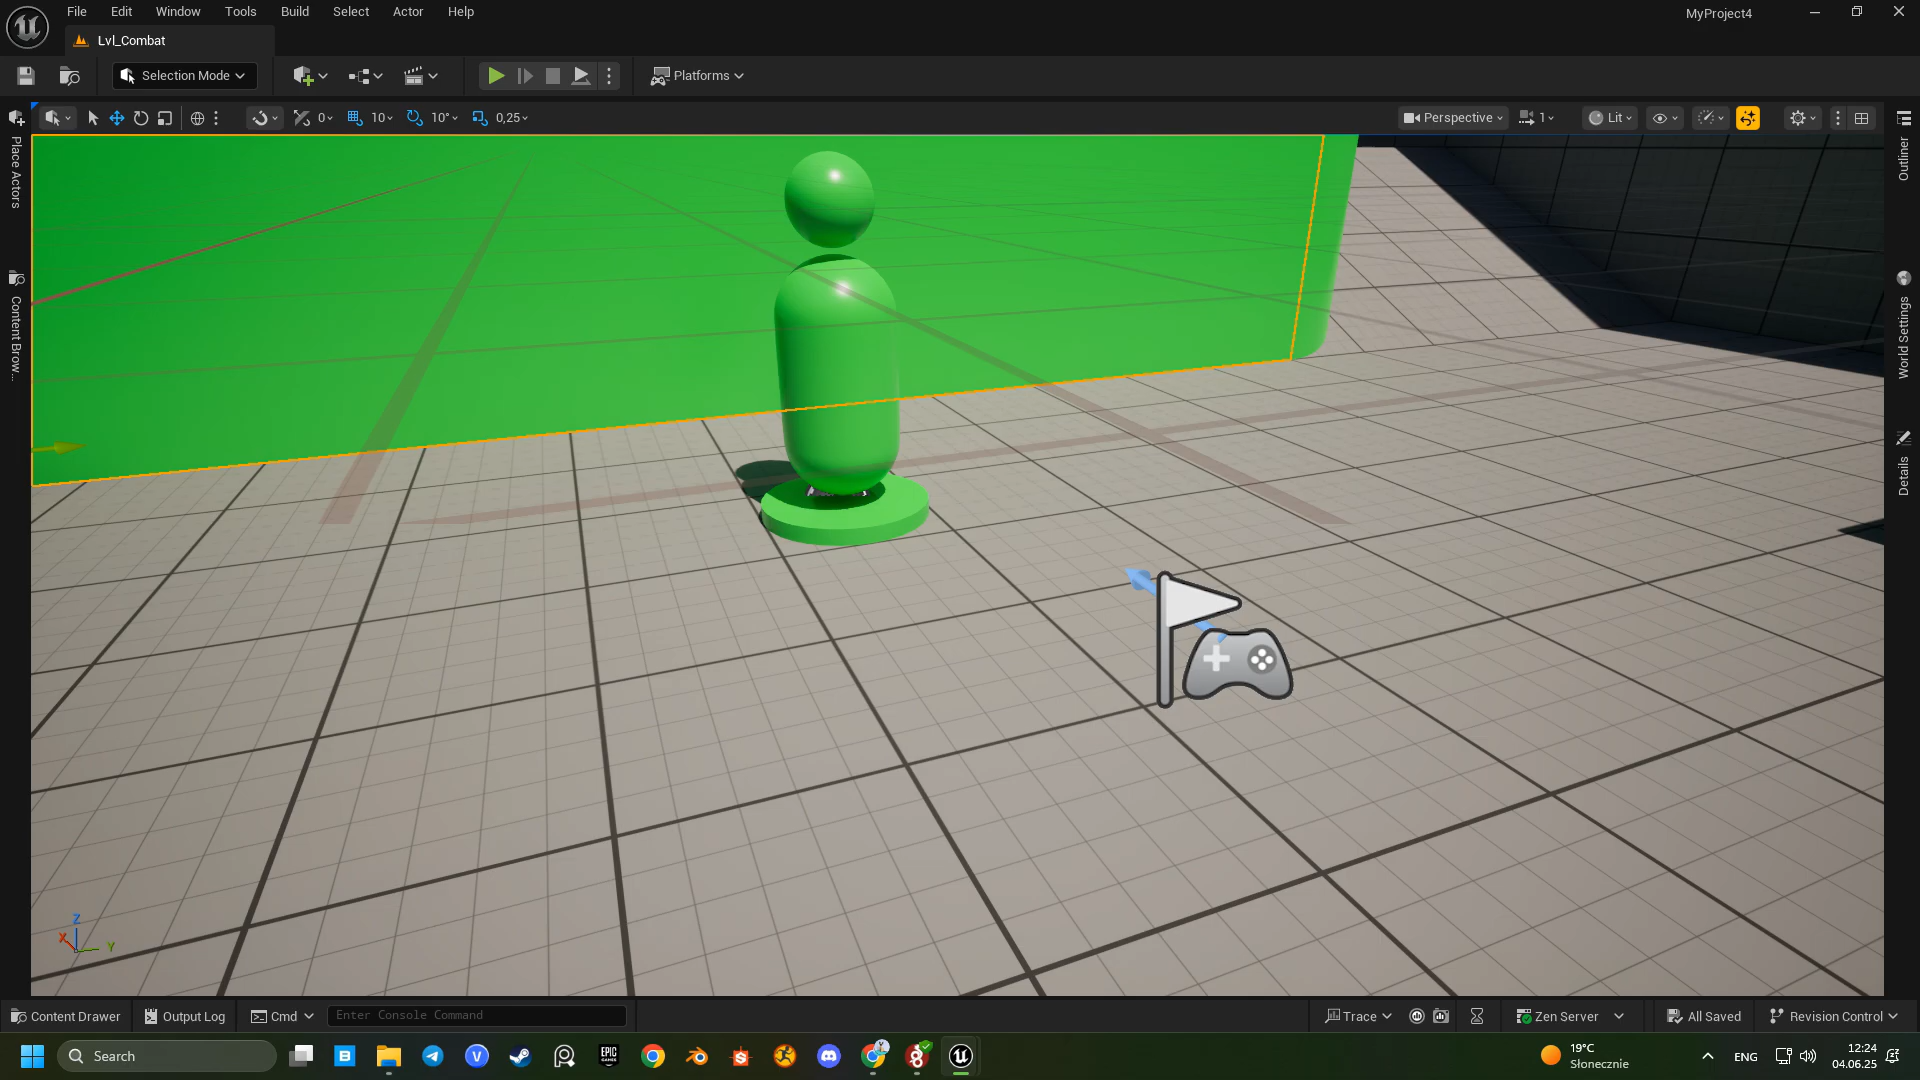 File Edit Window Tools Build Select Actor Help
MyProject4
Lvl_Combat
Selection Mode
Platforms
0 10 10° 0,25
Perspective 1 Lit
Place Actors
Content Brow...
Outliner
World Settings
Details
Z
X Y
Content Drawer Output Log Cmd Enter Console Command
Trace Zen Server All Saved Revision Control
Search
EPIC
GAMES
19°C
Słonecznie
ENG
12:24
04.06.25